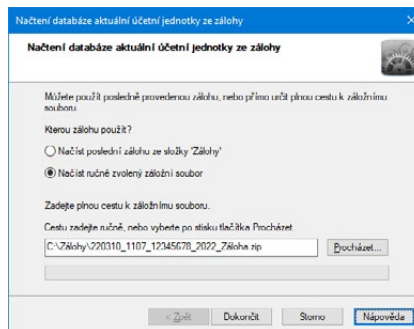 Načtení databáze aktuální účetní jednotky ze zálohy
Načtení databáze aktuální účetní jednotky ze zálohy
Můžete použít posledně provedenou zálohu, nebo přímo určit plnou cestu k záložnímu
souboru.
Kterou zálohu použít?
Načíst poslední zálohu ze složky 'Zálohy'
Načíst ručně zvolený záložní soubor
Zadejte plnou cestu k záložnímu souboru.
Cestu zadejte ručně, nebo vyberte po stisku tlačítka Procházet.
C:\Zálohy\220310_1107_12345678_2022_Záloha.zip
Procházet...
< Zpět
Dokončit
Storno
Nápověda